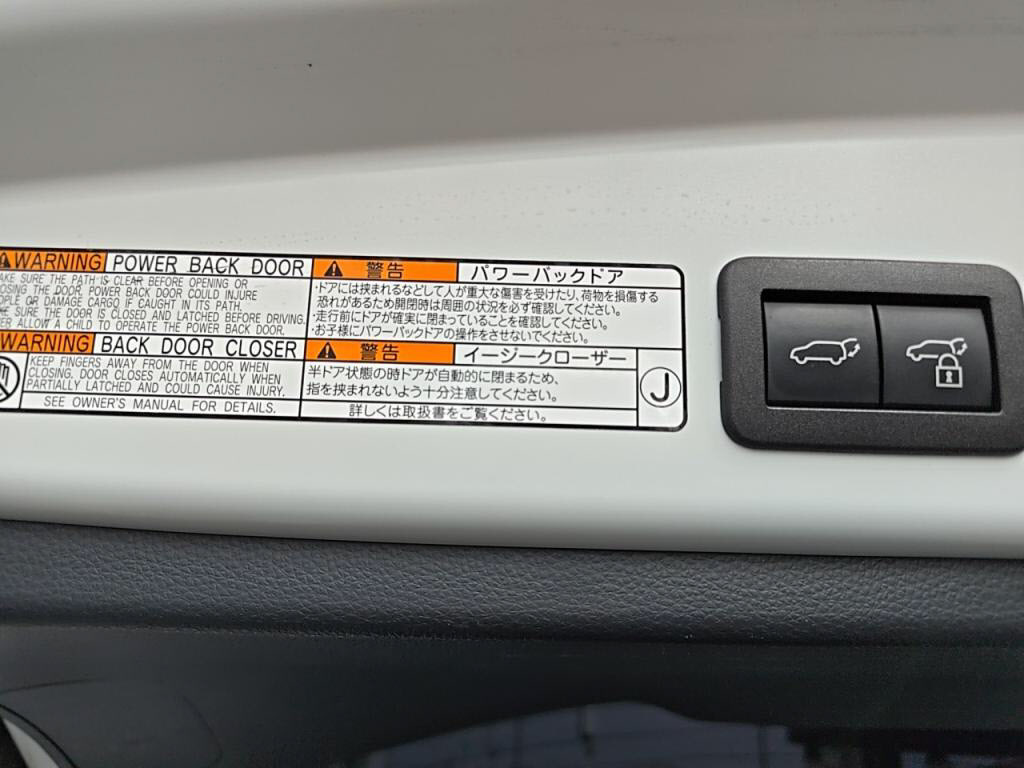 WARNING POWER BACK DOOR
AKE SURE THE PATH IS CLEAR BEFORE OPENING OR
OSING THE DOOR. POWER BACK DOOR COULD INJURE
OPLE OR DAMAGE CARGO IF CAUGHT IN ITS PATH.
KE SURE THE DOOR IS CLOSED AND LATCHED BEFORE DRIVING.
ER ALLOW A CHILD TO OPERATE THE POWER BACK DOOR.
WARNING BACK DOOR CLOSER
KEEP FINGERS AWAY FROM THE DOOR WHEN
CLOSING. DOOR CLOSES AUTOMATICALLY WHEN
PARTIALLY LATCHED AND COULD CAUSE INJURY.
SEE OWNER'S MANUAL FOR DETAILS.
警告 パワーバックドア
・ドアには挟まれるなどして人が重大な傷害を受けたり、荷物を損傷する
恐れがあるため開閉時は周囲の状況を必ず確認してください。
・走行前にドアが確実に閉まっていることを確認してください。
・お子様にパワーバックドアの操作をさせないでください。
警告 イージークローザー
半ドア状態の時ドアが自動的に閉まるため、
指を挟まれないよう十分注意してください。
詳しくは取扱書をご覧ください。
J